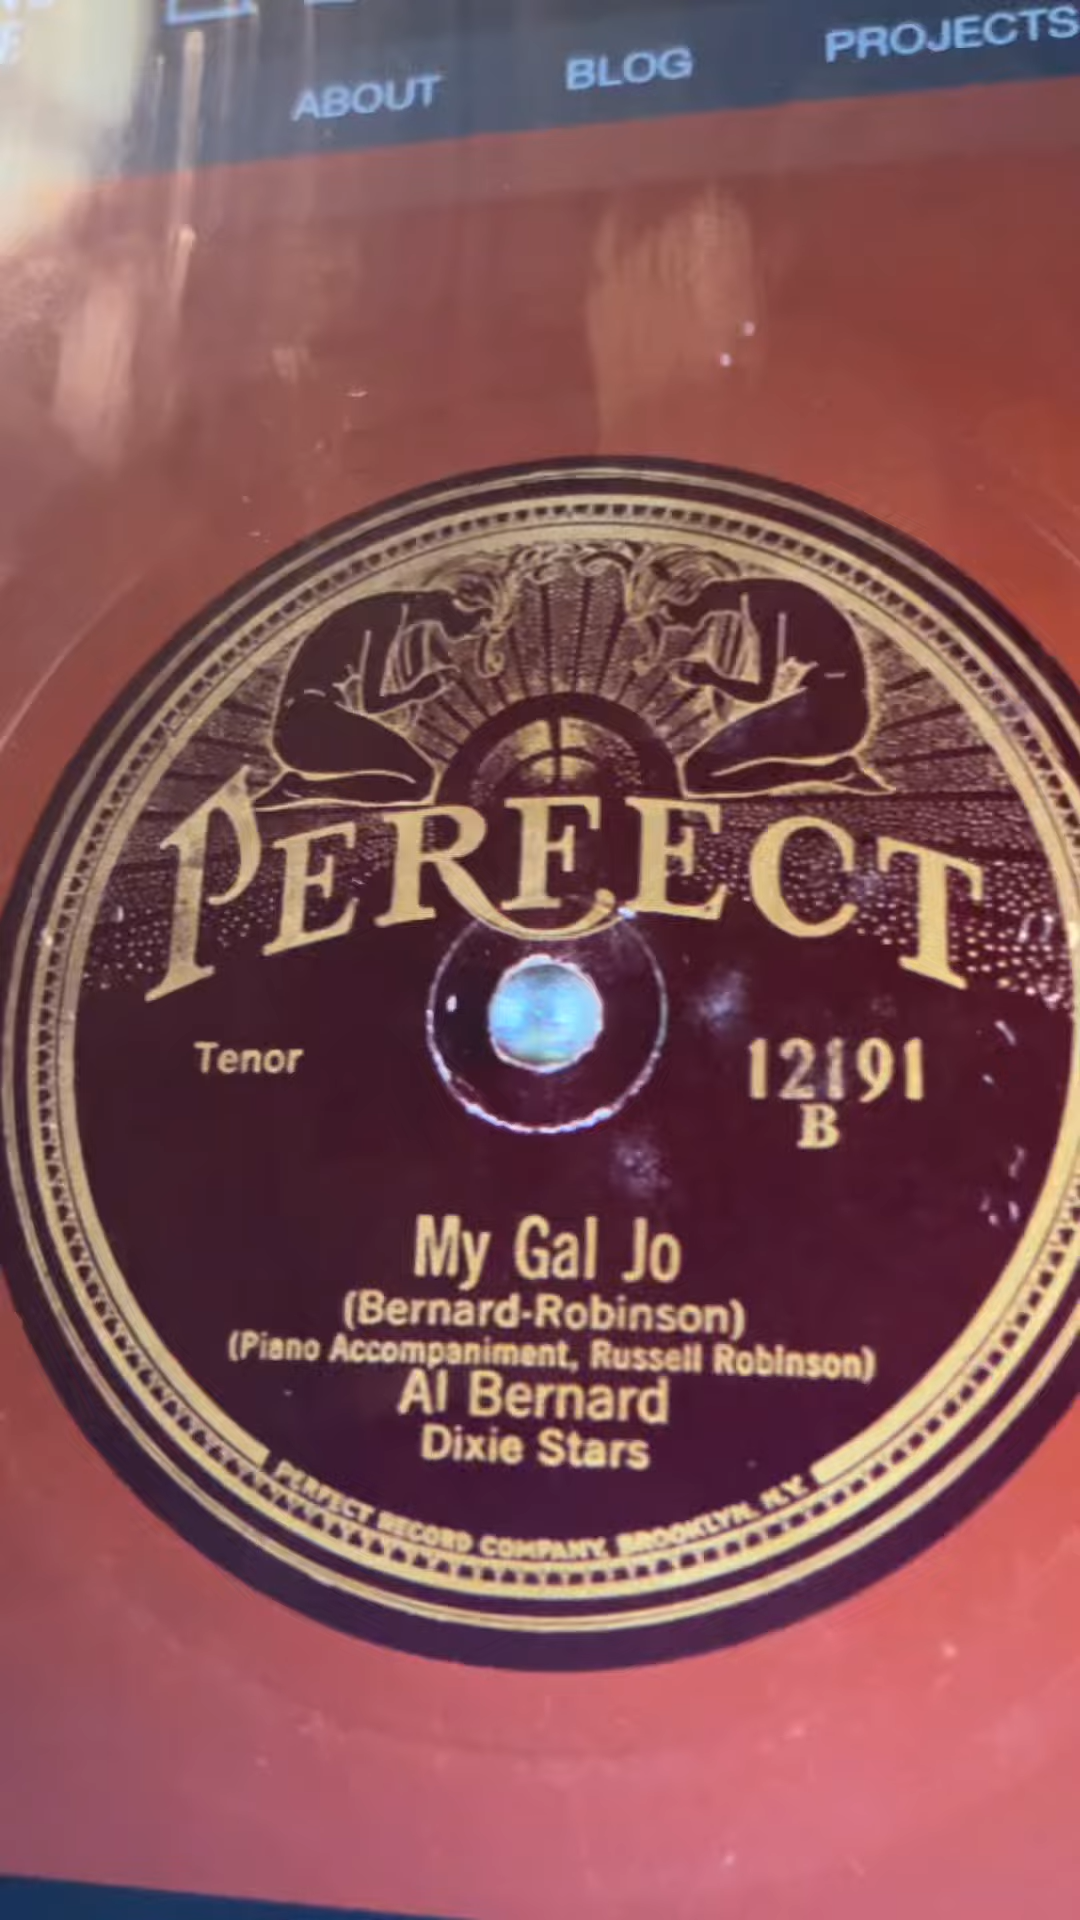 ABOUT BLOG PROJECTS
PERFECT
Tenor
12191
B
My Gal Jo
(Bernard-Robinson)
(Piano Accompaniment, Russell Robinson)
Al Bernard
Dixie Stars
PERFECT RECORD COMPANY, BROOKLYN, N.Y.